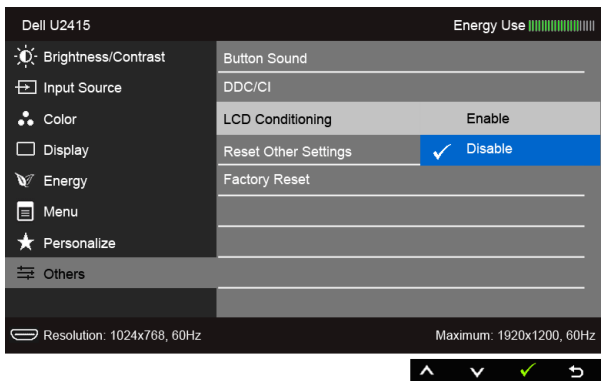 Dell U2415
Energy Use
Brightness/Contrast
Input Source
Color
Display
Energy
Menu
Personalize
Others
Button Sound
DDC/CI
LCD Conditioning
Enable
Reset Other Settings
Disable
Factory Reset
Resolution: 1024x768, 60Hz
Maximum: 1920x1200, 60Hz